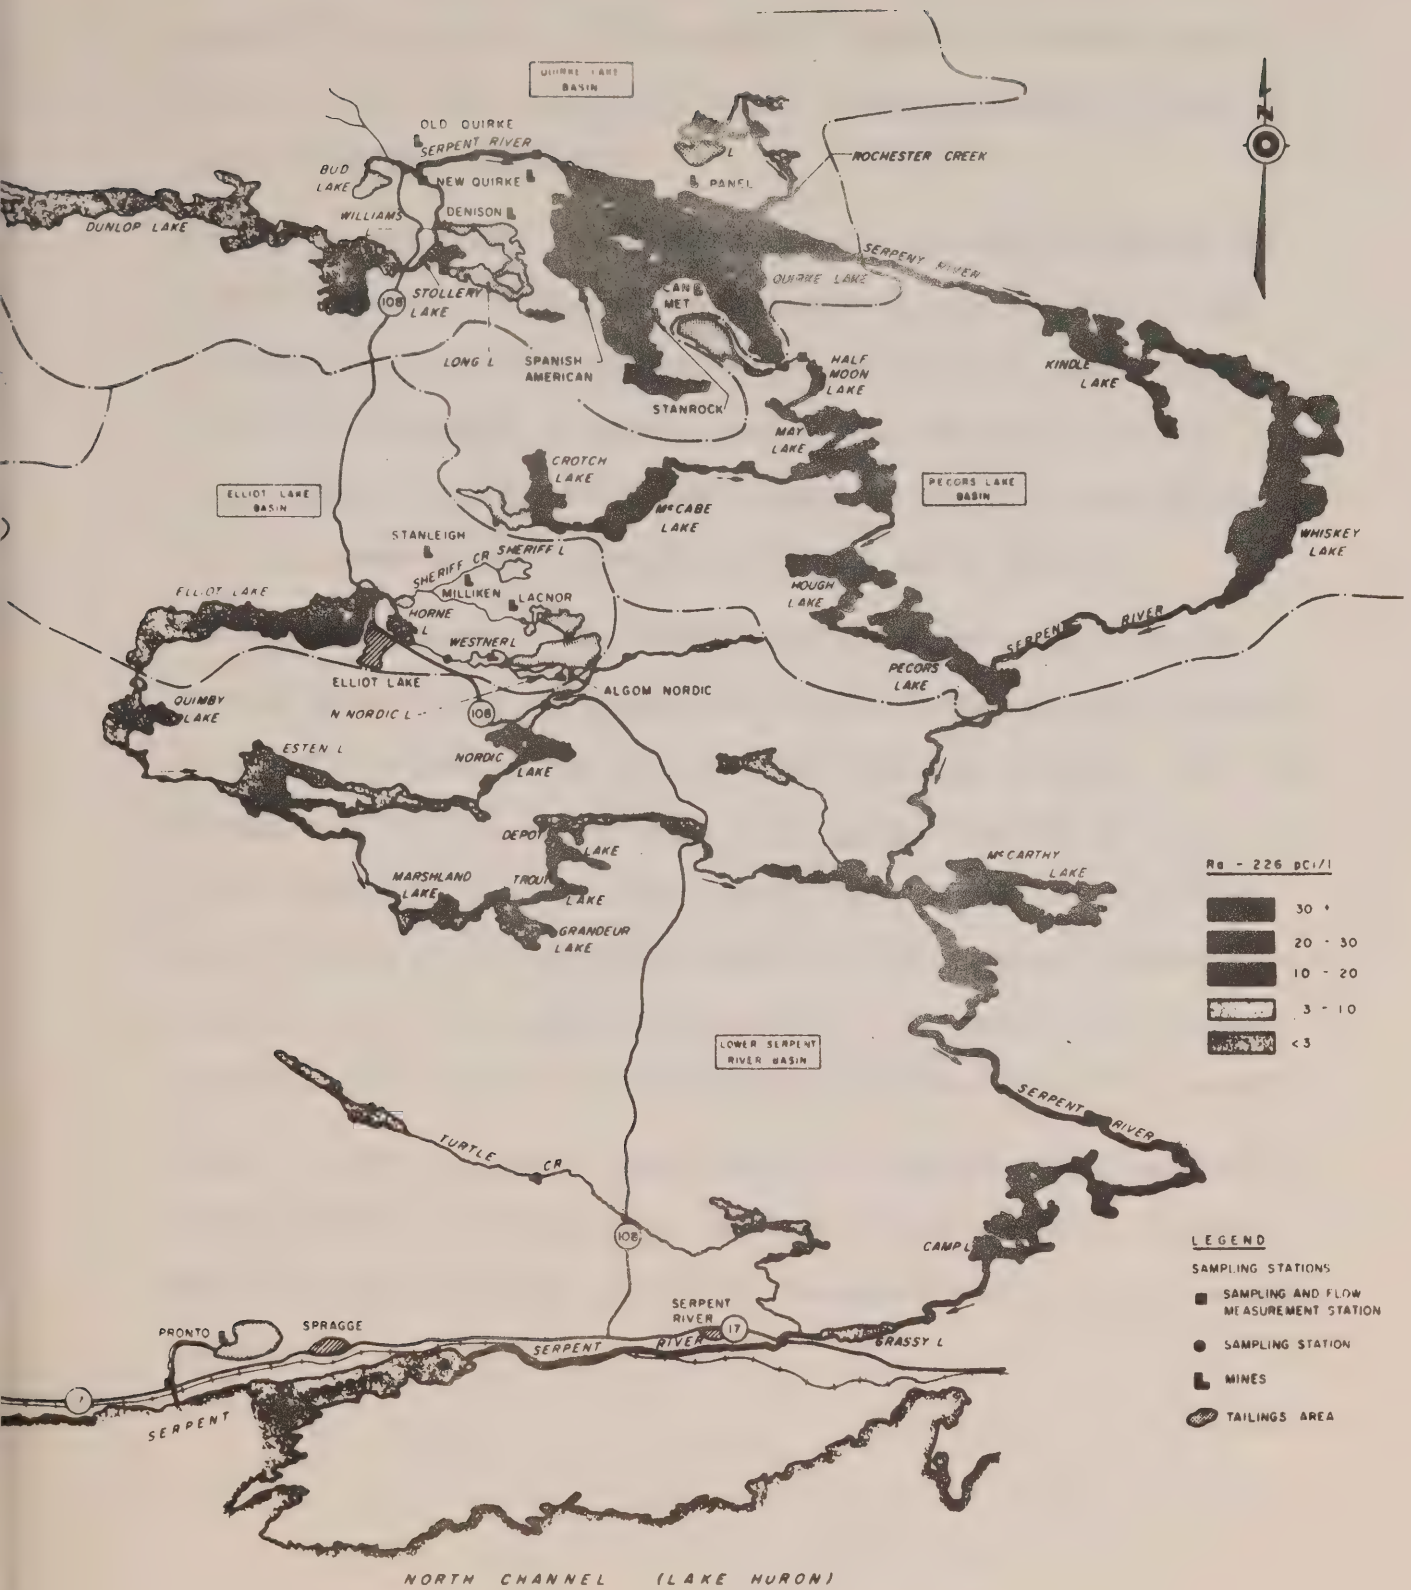 QUIRKE LAKE
BASIN
N
OLD QUIRKE
SERPENT RIVER
L
ROCHESTER CREEK
BUD
LAKE
NEW QUIRKE
PANEL
WILLIAMS
L
DENISON
DUNLOP LAKE
SERPENY RIVER
QUIRKE LAKE
CAN
MET
108
STOLLERY
LAKE
LONG L
SPANISH
AMERICAN
HALF
MOON
LAKE
KINDLE
LAKE
STANROCK
MAY
LAKE
CROTCH
LAKE
ELLIOT LAKE
BASIN
PECORS LAKE
BASIN
McCABE
LAKE
STANLEIGH
SHERIFF CR
SHERIFF L
WHISKEY
LAKE
ELLIOT LAKE
MILLIKEN
LACNOR
HORNE
L
HOUGH
LAKE
WESTNER L
SERPENT RIVER
ELLIOT LAKE
PECORS
LAKE
ALGOM NORDIC
QUIMBY
LAKE
N NORDIC L
108
ESTEN L
NORDIC
LAKE
DEPOT
LAKE
McCARTHY
LAKE
MARSHLAND
LAKE
TROUT
LAKE
GRANDEUR
LAKE
Ra - 226 pCi/l
30 +
20 - 30
10 - 20
3 - 10
<3
LOWER SERPENT
RIVER BASIN
SERPENT RIVER
TURTLE CR
108
CAMP L
LEGEND
SAMPLING STATIONS
SAMPLING AND FLOW
MEASUREMENT STATION
SAMPLING STATION
MINES
TAILINGS AREA
SERPENT
RIVER
17
PRONTO
SPRAGGE
SERPENT RIVER
GRASSY L
SERPENT
NORTH CHANNEL (LAKE HURON)